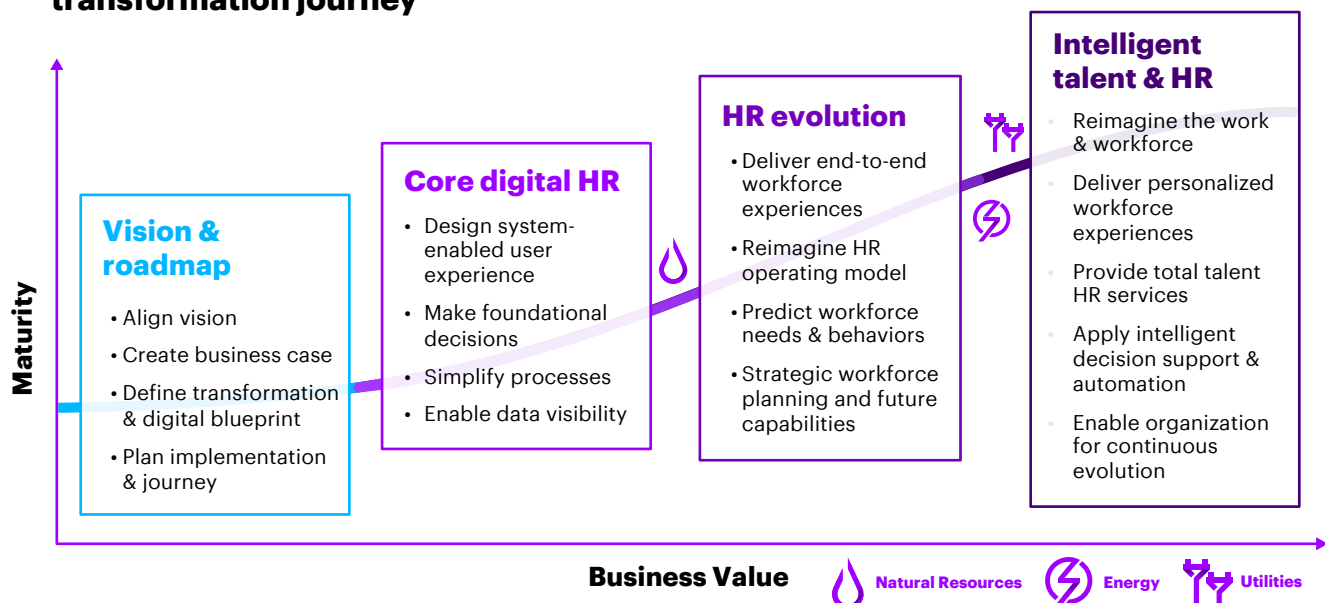 transformation journey
Maturity
Vision &
roadmap
• Align vision
• Create business case
• Define transformation
& digital blueprint
• Plan implementation
& journey
Core digital HR
• Design system-
enabled user
experience
• Make foundational
decisions
• Simplify processes
• Enable data visibility
HR evolution
• Deliver end-to-end
workforce
experiences
• Reimagine HR
operating model
• Predict workforce
needs & behaviors
• Strategic workforce
planning and future
capabilities
Intelligent
talent & HR
• Reimagine the work
& workforce
• Deliver personalized
workforce
experiences
• Provide total talent
HR services
• Apply intelligent
decision support &
automation
• Enable organization
for continuous
evolution
Business Value
Natural Resources
Energy
Utilities